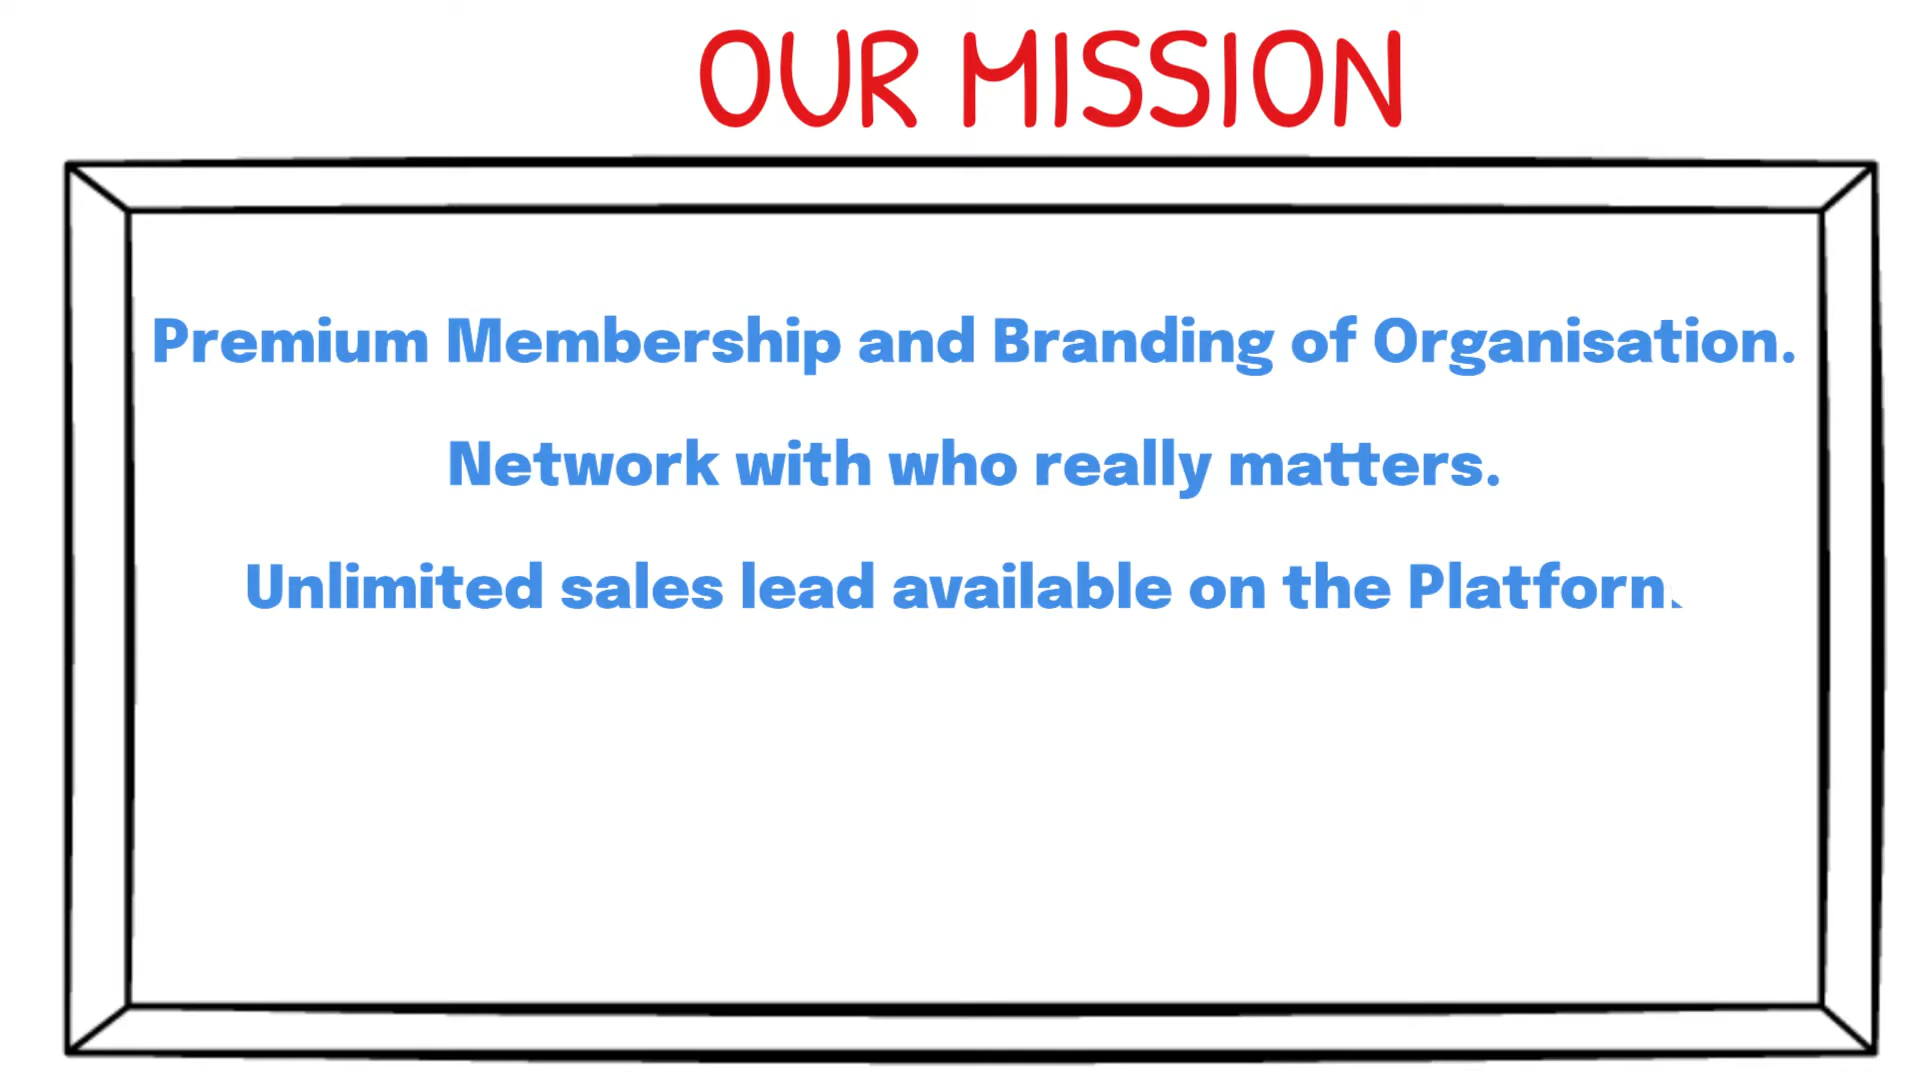 OUR MISSION
Premium Membership and Branding of Organisation.
Network with who really matters.
Unlimited sales lead available on the